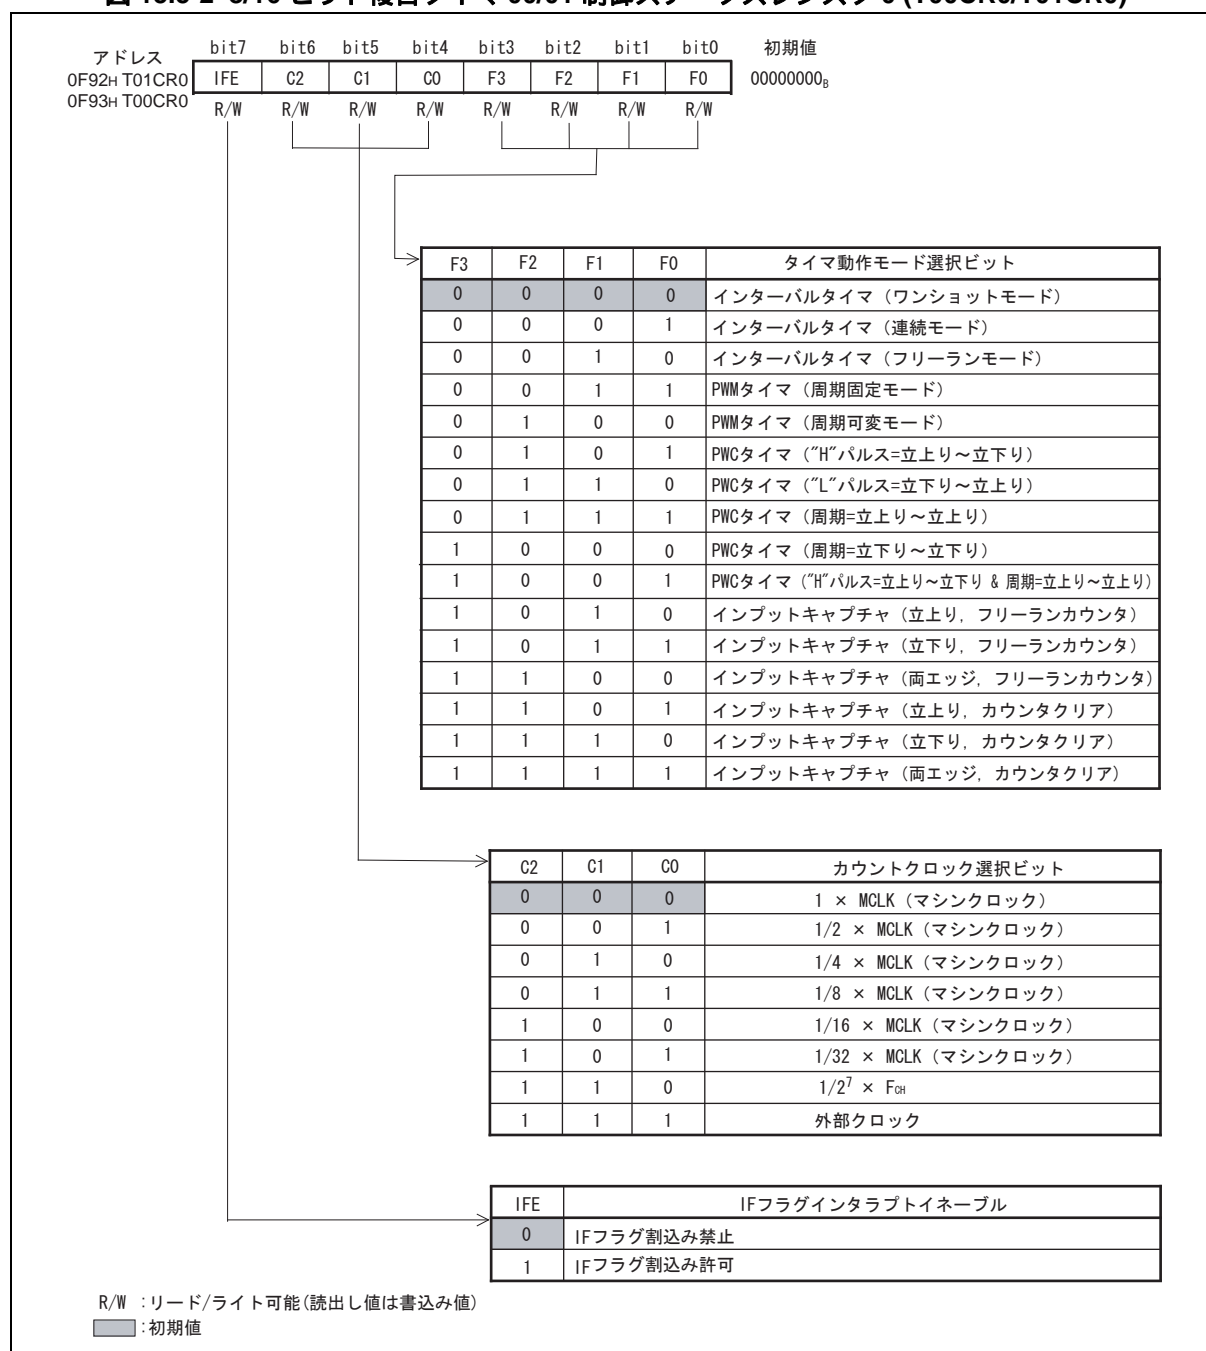 bit7 bit6 bit5 bit4 bit3 bit2 bit1 bit0 初期値
アドレス
0F92H T01CR0 IFE C2 C1 C0 F3 F2 F1 F0 00000000B
0F93H T00CR0 R/W R/W R/W R/W R/W R/W R/W R/W
F3 F2 F1 F0 タイマ動作モード選択ビット
0 0 0 0 インターバルタイマ（ワンショットモード）
0 0 0 1 インターバルタイマ（連続モード）
0 0 1 0 インターバルタイマ（フリーランモード）
0 0 1 1 PWMタイマ（周期固定モード）
0 1 0 0 PWMタイマ（周期可変モード）
0 1 0 1 PWCタイマ（"H"パルス=立上り～立下り）
0 1 1 0 PWCタイマ（"L"パルス=立下り～立上り）
0 1 1 1 PWCタイマ（周期=立上り～立上り）
1 0 0 0 PWCタイマ（周期=立下り～立下り）
1 0 0 1 PWCタイマ（"H"パルス=立上り～立下り & 周期=立上り～立上り）
1 0 1 0 インプットキャプチャ（立上り, フリーランカウンタ）
1 0 1 1 インプットキャプチャ（立下り, フリーランカウンタ）
1 1 0 0 インプットキャプチャ（両エッジ, フリーランカウンタ）
1 1 0 1 インプットキャプチャ（立上り, カウンタクリア）
1 1 1 0 インプットキャプチャ（立下り, カウンタクリア）
1 1 1 1 インプットキャプチャ（両エッジ, カウンタクリア）
C2 C1 C0 カウントクロック選択ビット
0 0 0 1 × MCLK（マシンクロック）
0 0 1 1/2 × MCLK（マシンクロック）
0 1 0 1/4 × MCLK（マシンクロック）
0 1 1 1/8 × MCLK（マシンクロック）
1 0 0 1/16 × MCLK（マシンクロック）
1 0 1 1/32 × MCLK（マシンクロック）
1 1 0 1/2⁷ × FCH
1 1 1 外部クロック
IFE IFフラグインタラプトイネーブル
0 IFフラグ割込み禁止
1 IFフラグ割込み許可
R/W ：リード/ライト可能(読出し値は書込み値)
：初期値